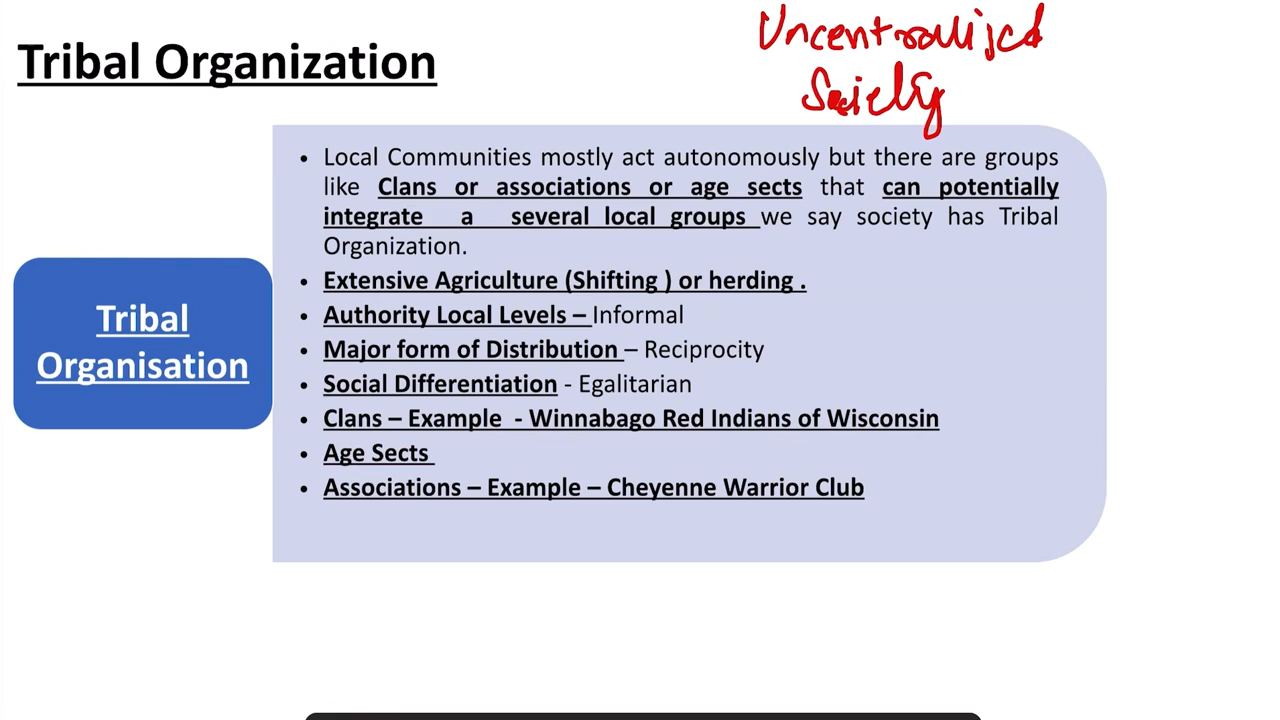 Tribal Organization
Uncentralized
Society
• Local Communities mostly act autonomously but there are groups
like Clans or associations or age sects that can potentially
integrate a several local groups we say society has Tribal
Organization.
• Extensive Agriculture (Shifting ) or herding .
• Authority Local Levels – Informal
• Major form of Distribution – Reciprocity
• Social Differentiation - Egalitarian
• Clans – Example - Winnabago Red Indians of Wisconsin
• Age Sects
• Associations – Example – Cheyenne Warrior Club
Tribal
Organisation